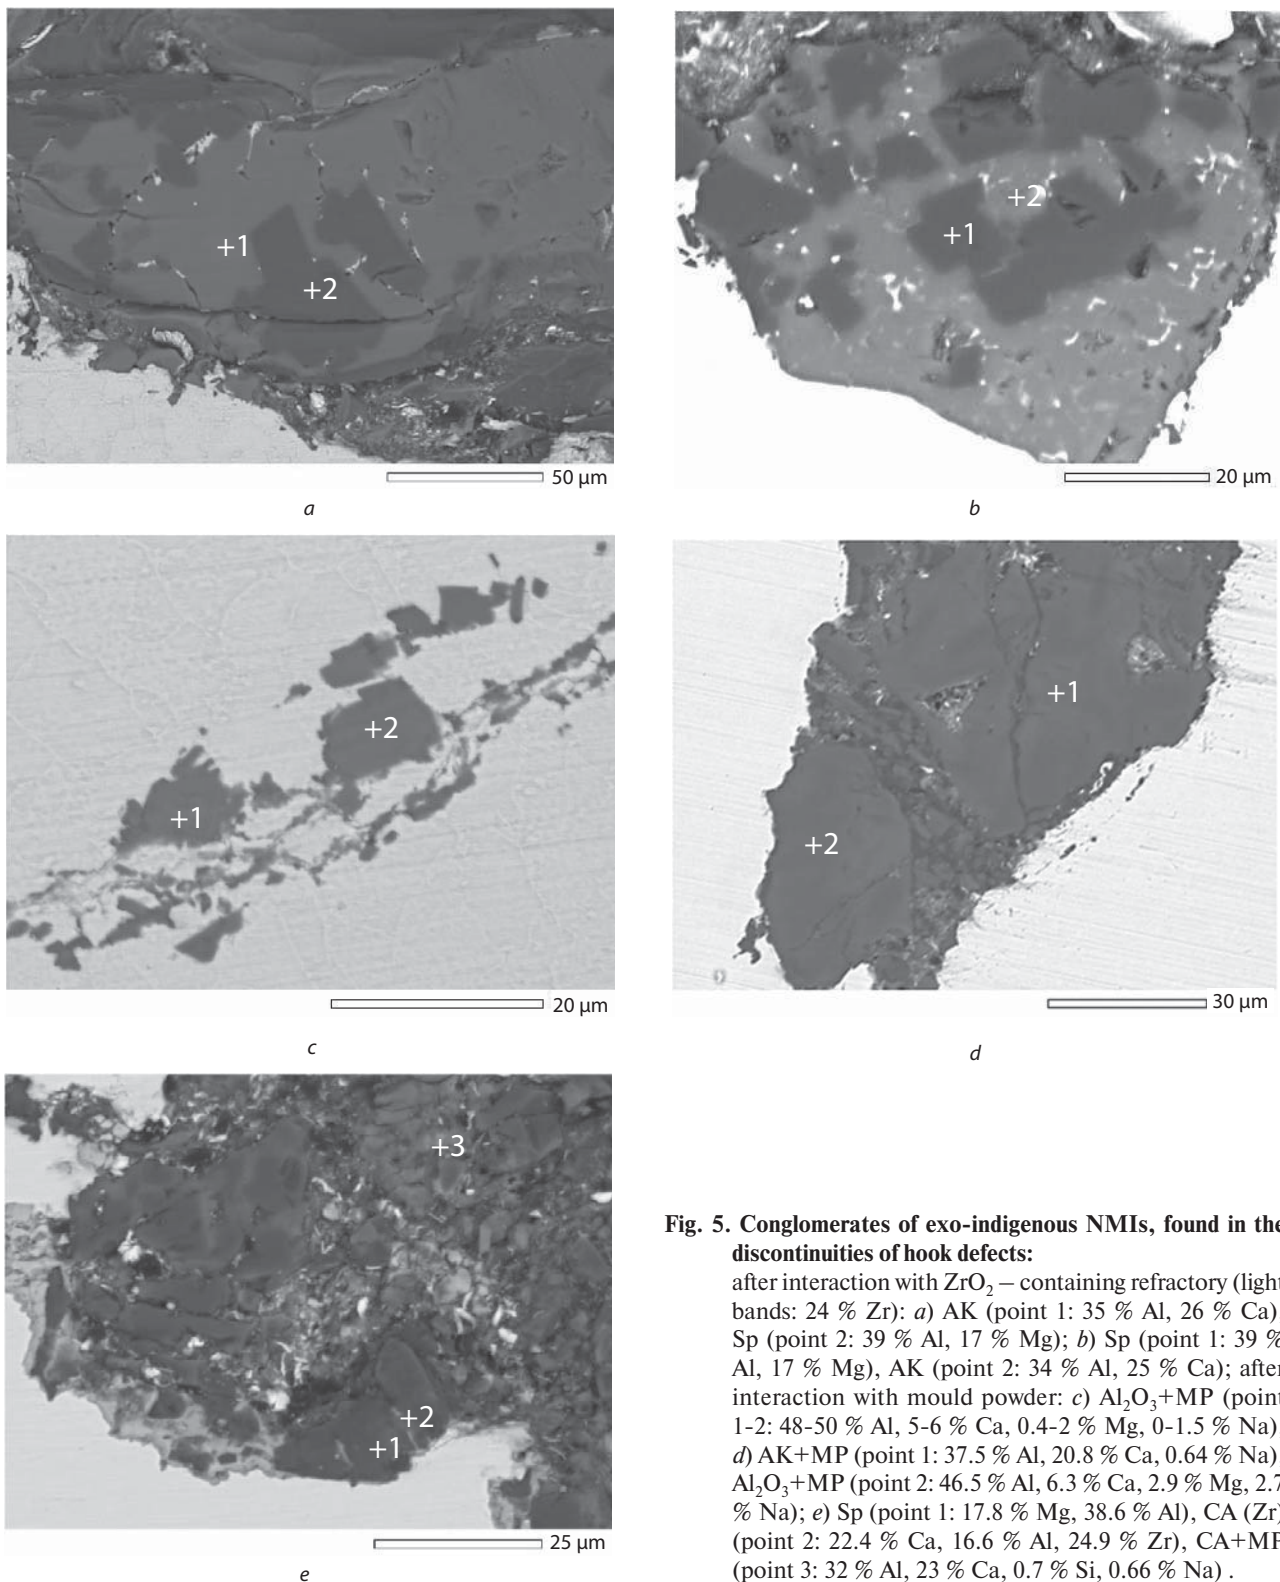 +1
+2
50 µm
a
+2
+1
20 µm
b
+2
+1
20 µm
c
+1
+2
30 µm
d
+3
+2
+1
25 µm
e
Fig. 5. Conglomerates of exo-indigenous NMIs, found in the
discontinuities of hook defects:
after interaction with ZrO₂ – containing refractory (light
bands: 24 % Zr): a) AK (point 1: 35 % Al, 26 % Ca)
Sp (point 2: 39 % Al, 17 % Mg); b) Sp (point 1: 39 %
Al, 17 % Mg), AK (point 2: 34 % Al, 25 % Ca); after
interaction with mould powder: c) Al₂O₃+MP (point
1-2: 48-50 % Al, 5-6 % Ca, 0.4-2 % Mg, 0-1.5 % Na)
d) AK+MP (point 1: 37.5 % Al, 20.8 % Ca, 0.64 % Na)
Al₂O₃+MP (point 2: 46.5 % Al, 6.3 % Ca, 2.9 % Mg, 2.7
% Na); e) Sp (point 1: 17.8 % Mg, 38.6 % Al), CA (Zr)
(point 2: 22.4 % Ca, 16.6 % Al, 24.9 % Zr), CA+MP
(point 3: 32 % Al, 23 % Ca, 0.7 % Si, 0.66 % Na) .